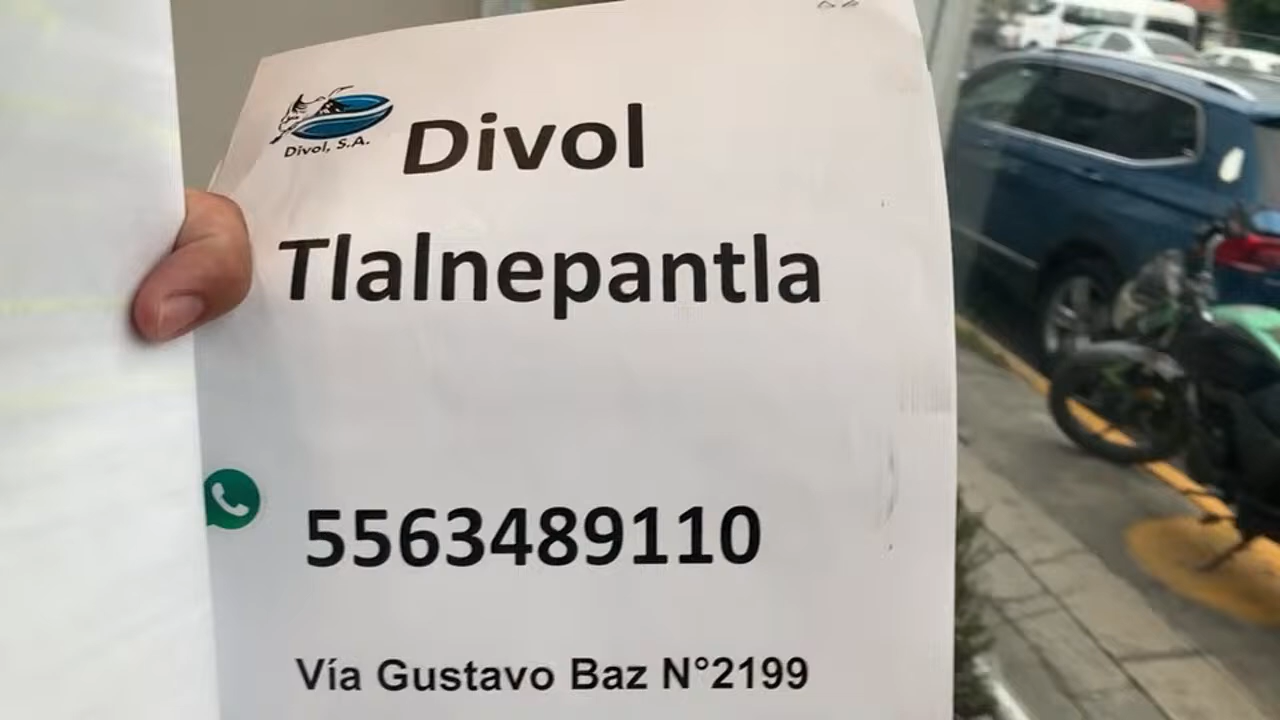 Divol, S.A.
Divol
Tlalnepantla
5563489110
Vía Gustavo Baz N°2199